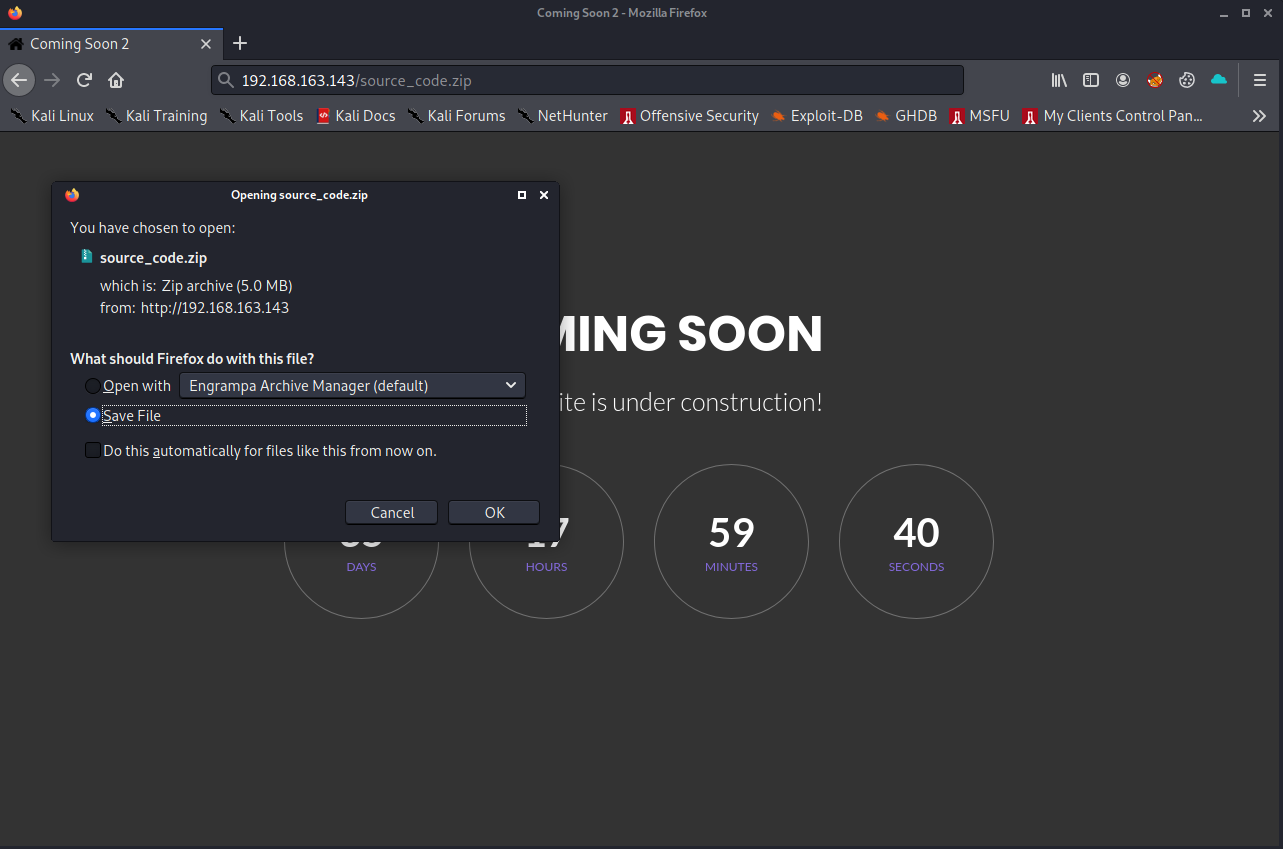 Coming Soon 2 - Mozilla Firefox
Coming Soon 2
192.168.163.143/source_code.zip
Kali Linux Kali Training Kali Tools Kali Docs Kali Forums NetHunter Offensive Security Exploit-DB GHDB MSFU My Clients Control Pan...
Opening source_code.zip
You have chosen to open:
source_code.zip
which is: Zip archive (5.0 MB)
from: http://192.168.163.143
What should Firefox do with this file?
Open with Engrampa Archive Manager (default)
Save File
Do this automatically for files like this from now on.
Cancel OK
MING SOON
ite is under construction!
17 59 40
DAYS HOURS MINUTES SECONDS